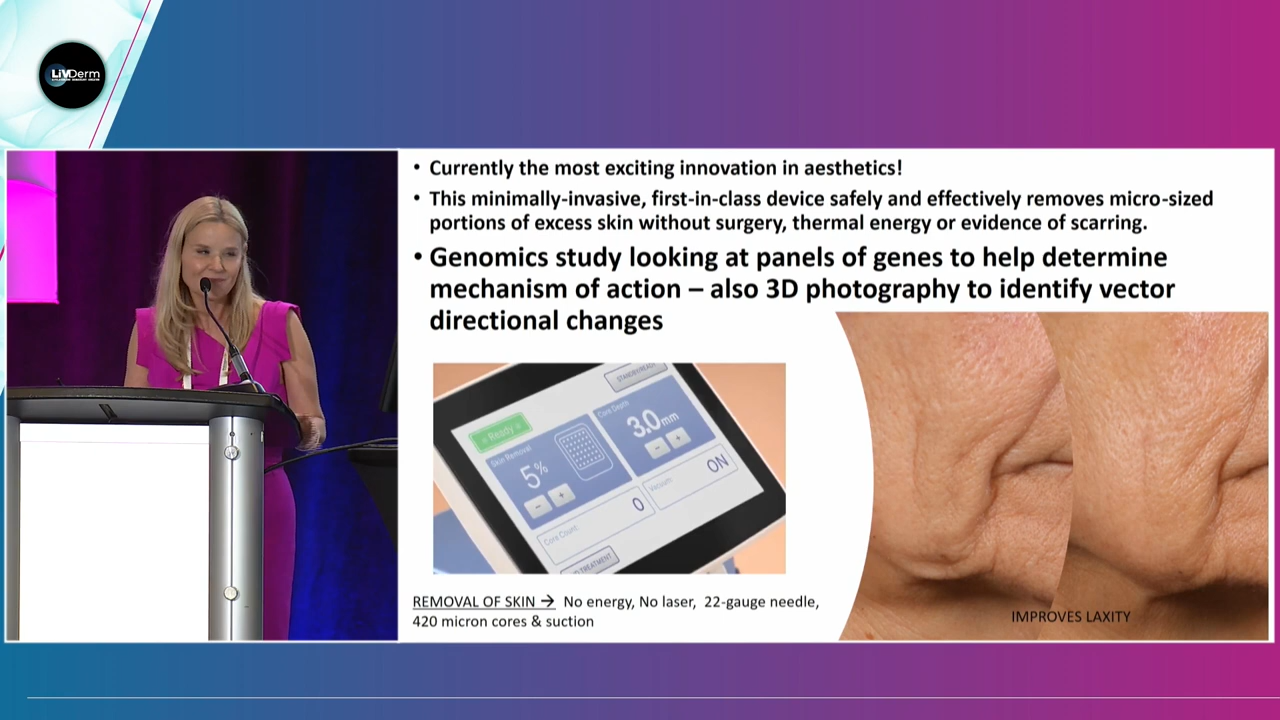 LiVDerm
• Currently the most exciting innovation in aesthetics!
• This minimally-invasive, first-in-class device safely and effectively removes micro-sized
portions of excess skin without surgery, thermal energy or evidence of scarring.
• Genomics study looking at panels of genes to help determine
mechanism of action – also 3D photography to identify vector
directional changes
STANDBY/READY
= Ready =
Skin Removal
5%
− +
Core Depth
3.0mm
− +
Core Count:
0
Vacuum:
ON
TREATMENT
REMOVAL OF SKIN → No energy, No laser, 22-gauge needle,
420 micron cores & suction
IMPROVES LAXITY